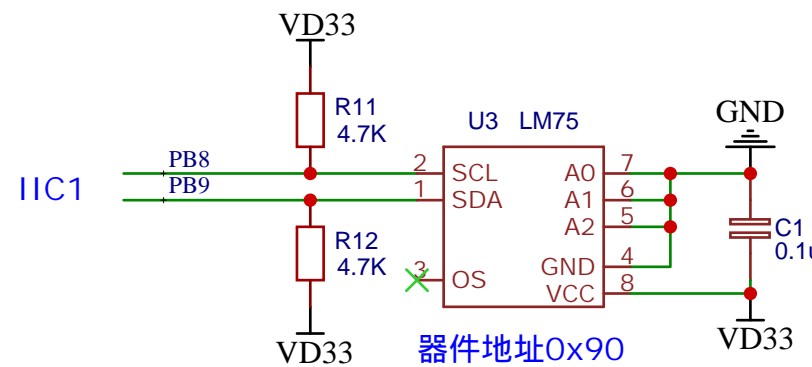 VD33
R11
4.7K
U3 LM75
GND
PB8
2
SCL
A0
7
IIC1
PB9
1
SDA
A1
6
A2
5
C1
0.1u
R12
4.7K
3
OS
GND
4
VCC
8
VD33
器件地址0x90
VD33